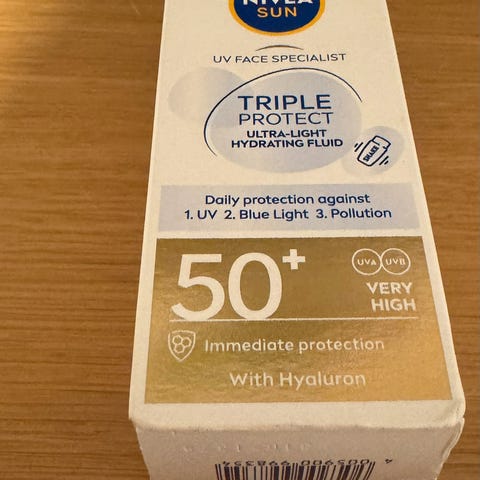 NIVEA
SUN
UV FACE SPECIALIST
TRIPLE
PROTECT
ULTRA-LIGHT
HYDRATING FLUID
SHAKE!
Daily protection against
1. UV 2. Blue Light 3. Pollution
50+
UVA UVB
VERY
HIGH
Immediate protection
With Hyaluron